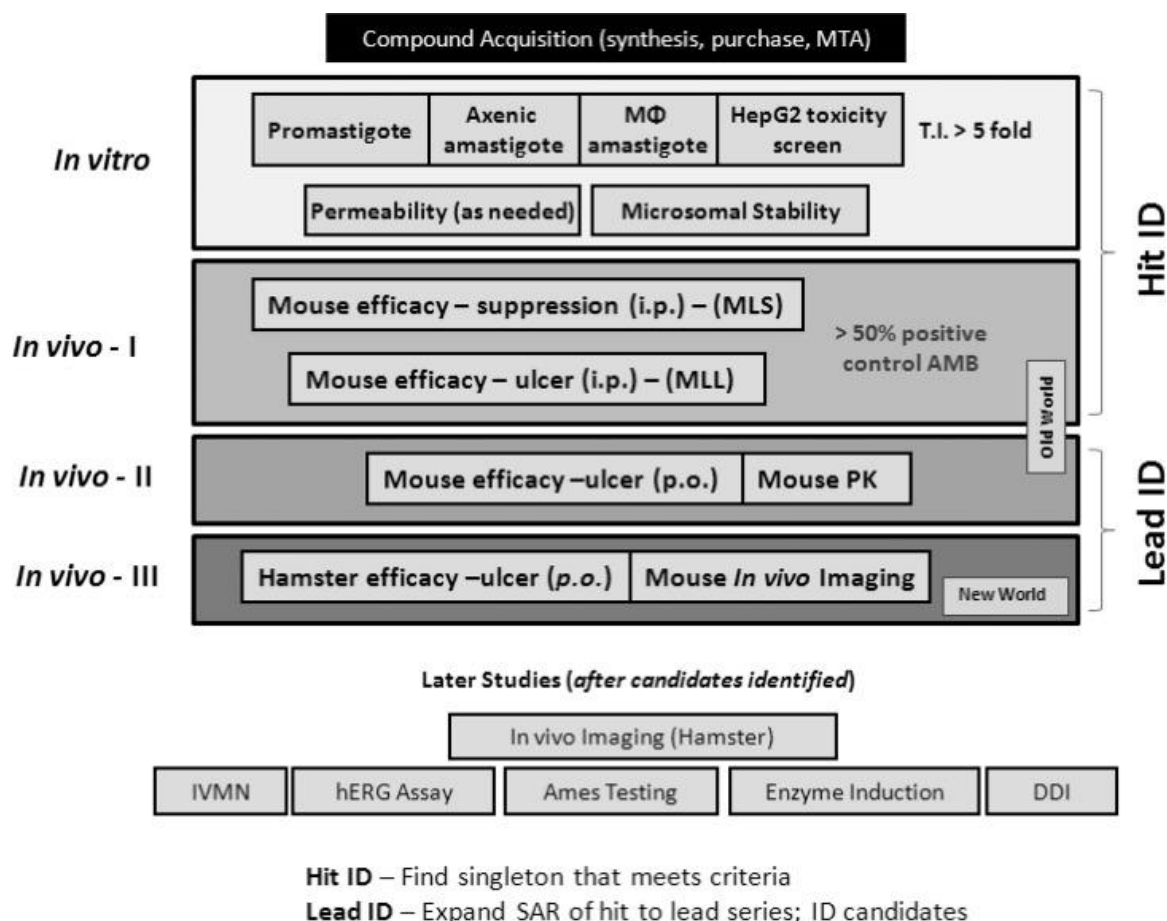 Compound Acquisition (synthesis, purchase, MTA)
In vitro
Promastigote
Axenic
amastigote
MΦ
amastigote
HepG2 toxicity
screen
T.I. > 5 fold
Permeability (as needed)
Microsomal Stability
Hit ID
In vivo - I
Mouse efficacy – suppression (i.p.) – (MLS)
Mouse efficacy – ulcer (i.p.) – (MLL)
> 50% positive
control AMB
Old World
In vivo - II
Mouse efficacy –ulcer (p.o.)
Mouse PK
Lead ID
In vivo - III
Hamster efficacy –ulcer (p.o.)
Mouse In vivo Imaging
New World
Later Studies (after candidates identified)
In vivo Imaging (Hamster)
IVMN
hERG Assay
Ames Testing
Enzyme Induction
DDI
Hit ID – Find singleton that meets criteria
Lead ID – Expand SAR of hit to lead series; ID candidates